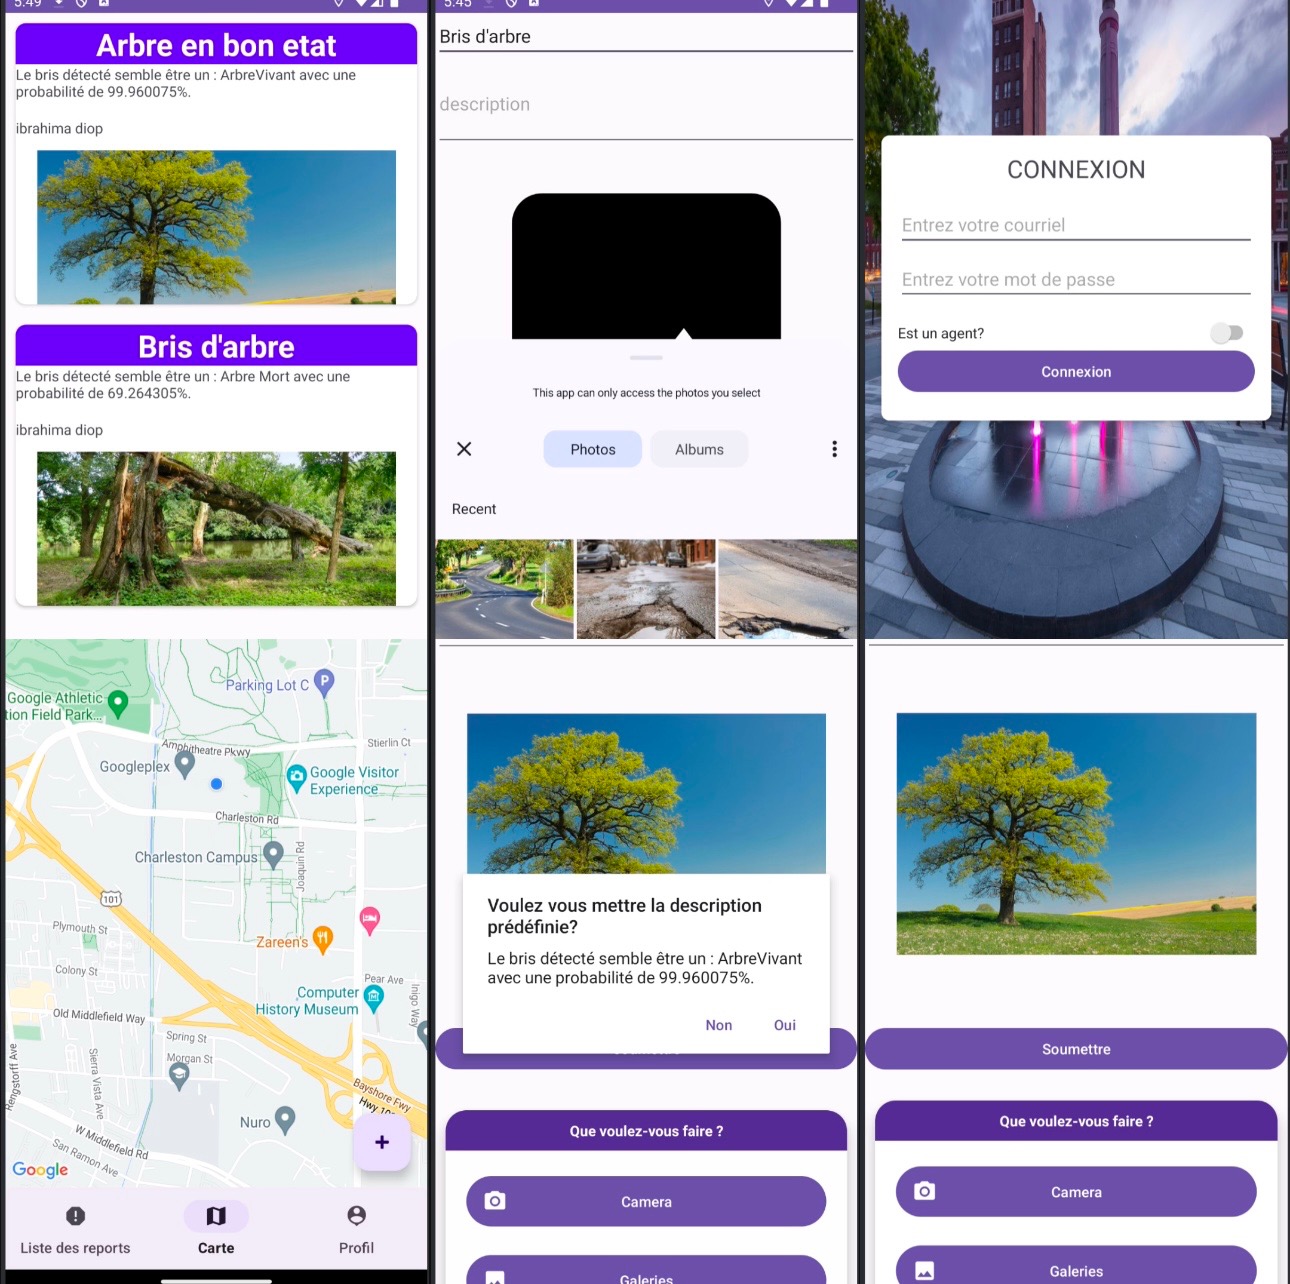 5:49
Arbre en bon etat
Le bris détecté semble être un : ArbreVivant avec une
probabilité de 99.960075%.
ibrahima diop
Bris d'arbre
Le bris détecté semble être un : Arbre Mort avec une
probabilité de 69.264305%.
ibrahima diop
5:45
Bris d'arbre
description
This app can only access the photos you select
Photos
Albums
Recent
CONNEXION
Entrez votre courriel
Entrez votre mot de passe
Est un agent?
Connexion
Parking Lot C
Google Athletic
tion Field Park...
Stierlin Ct
Amphitheatre Pkwy
Googleplex
Google Visitor
Experience
Charleston Rd
Charleston Campus
Joaquin Rd
101
Plymouth St
Zareen's
Colony St
Pear Ave
Computer
History Museum
Inigo Way
Old Middlefield Way
Spring St
Morgan St
Rengstorff Ave
Sierra Vista Ave
Bayshore Fwy
Nuro
W Middlefield Rd
San Ramon Ave
Google
+
Liste des reports
Carte
Profil
Voulez vous mettre la description
prédéfinie?
Le bris détecté semble être un : ArbreVivant
avec une probabilité de 99.960075%.
Non
Oui
Que voulez-vous faire ?
Camera
Galeries
Soumettre
Que voulez-vous faire ?
Camera
Galeries